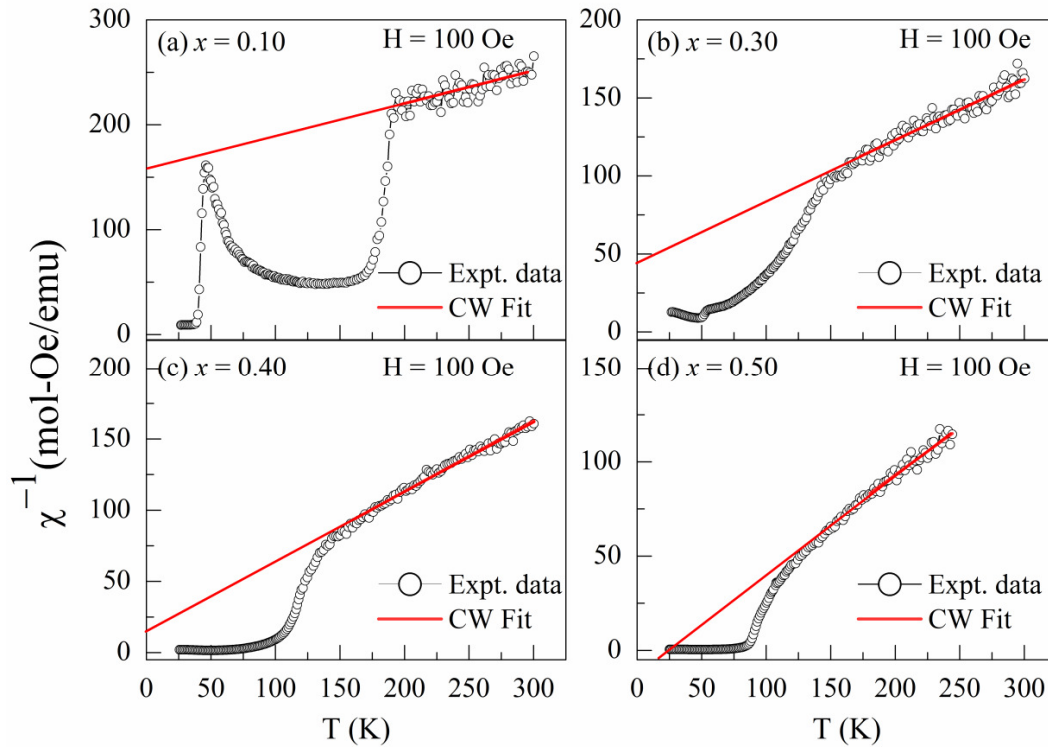 (a) x = 0.10 H = 100 Oe
300
200
100
0
Expt. data
CW Fit
(b) x = 0.30 H = 100 Oe
200
150
100
50
0
Expt. data
CW Fit
χ⁻¹(mol-Oe/emu)
(c) x = 0.40 H = 100 Oe
200
150
100
50
0
Expt. data
CW Fit
0 50 100 150 200 250 300
T (K)
(d) x = 0.50 H = 100 Oe
150
100
50
0
Expt. data
CW Fit
0 50 100 150 200 250 300
T (K)